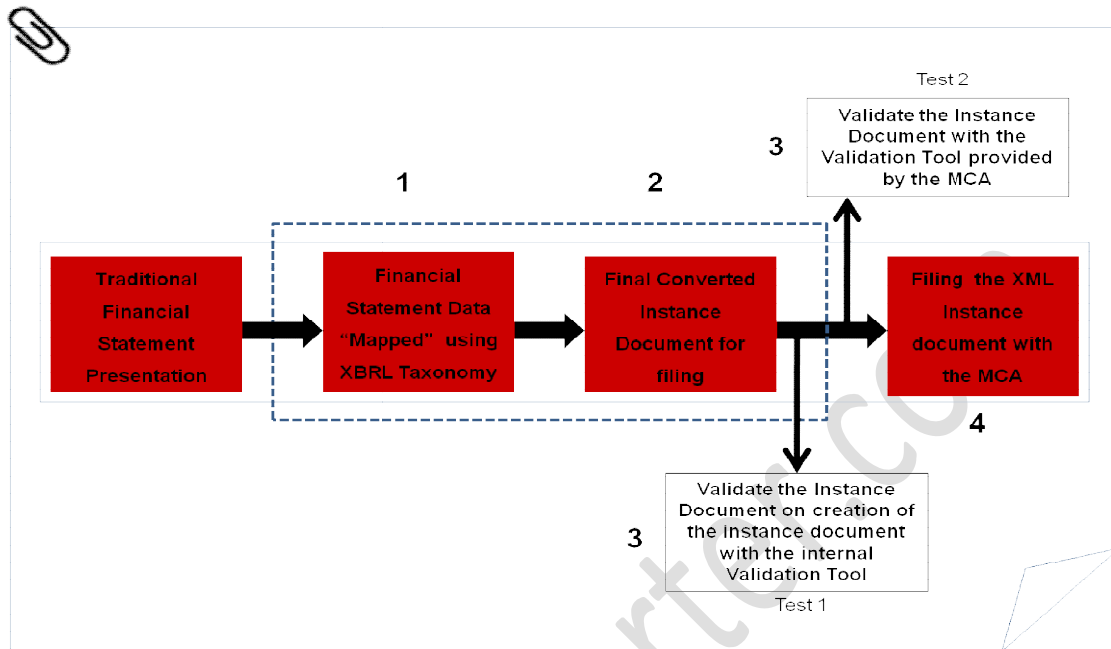 Test 2
Validate the Instance
Document with the
Validation Tool provided
by the MCA
3
1
2
Traditional
Financial
Statement
Presentation
Financial
Statement Data
“Mapped” using
XBRL Taxonomy
Final Converted
Instance
Document for
filing
Filing the XML
Instance
document with
the MCA
4
Validate the Instance
Document on creation of
the instance document
with the internal
Validation Tool
3
Test 1
rter.co